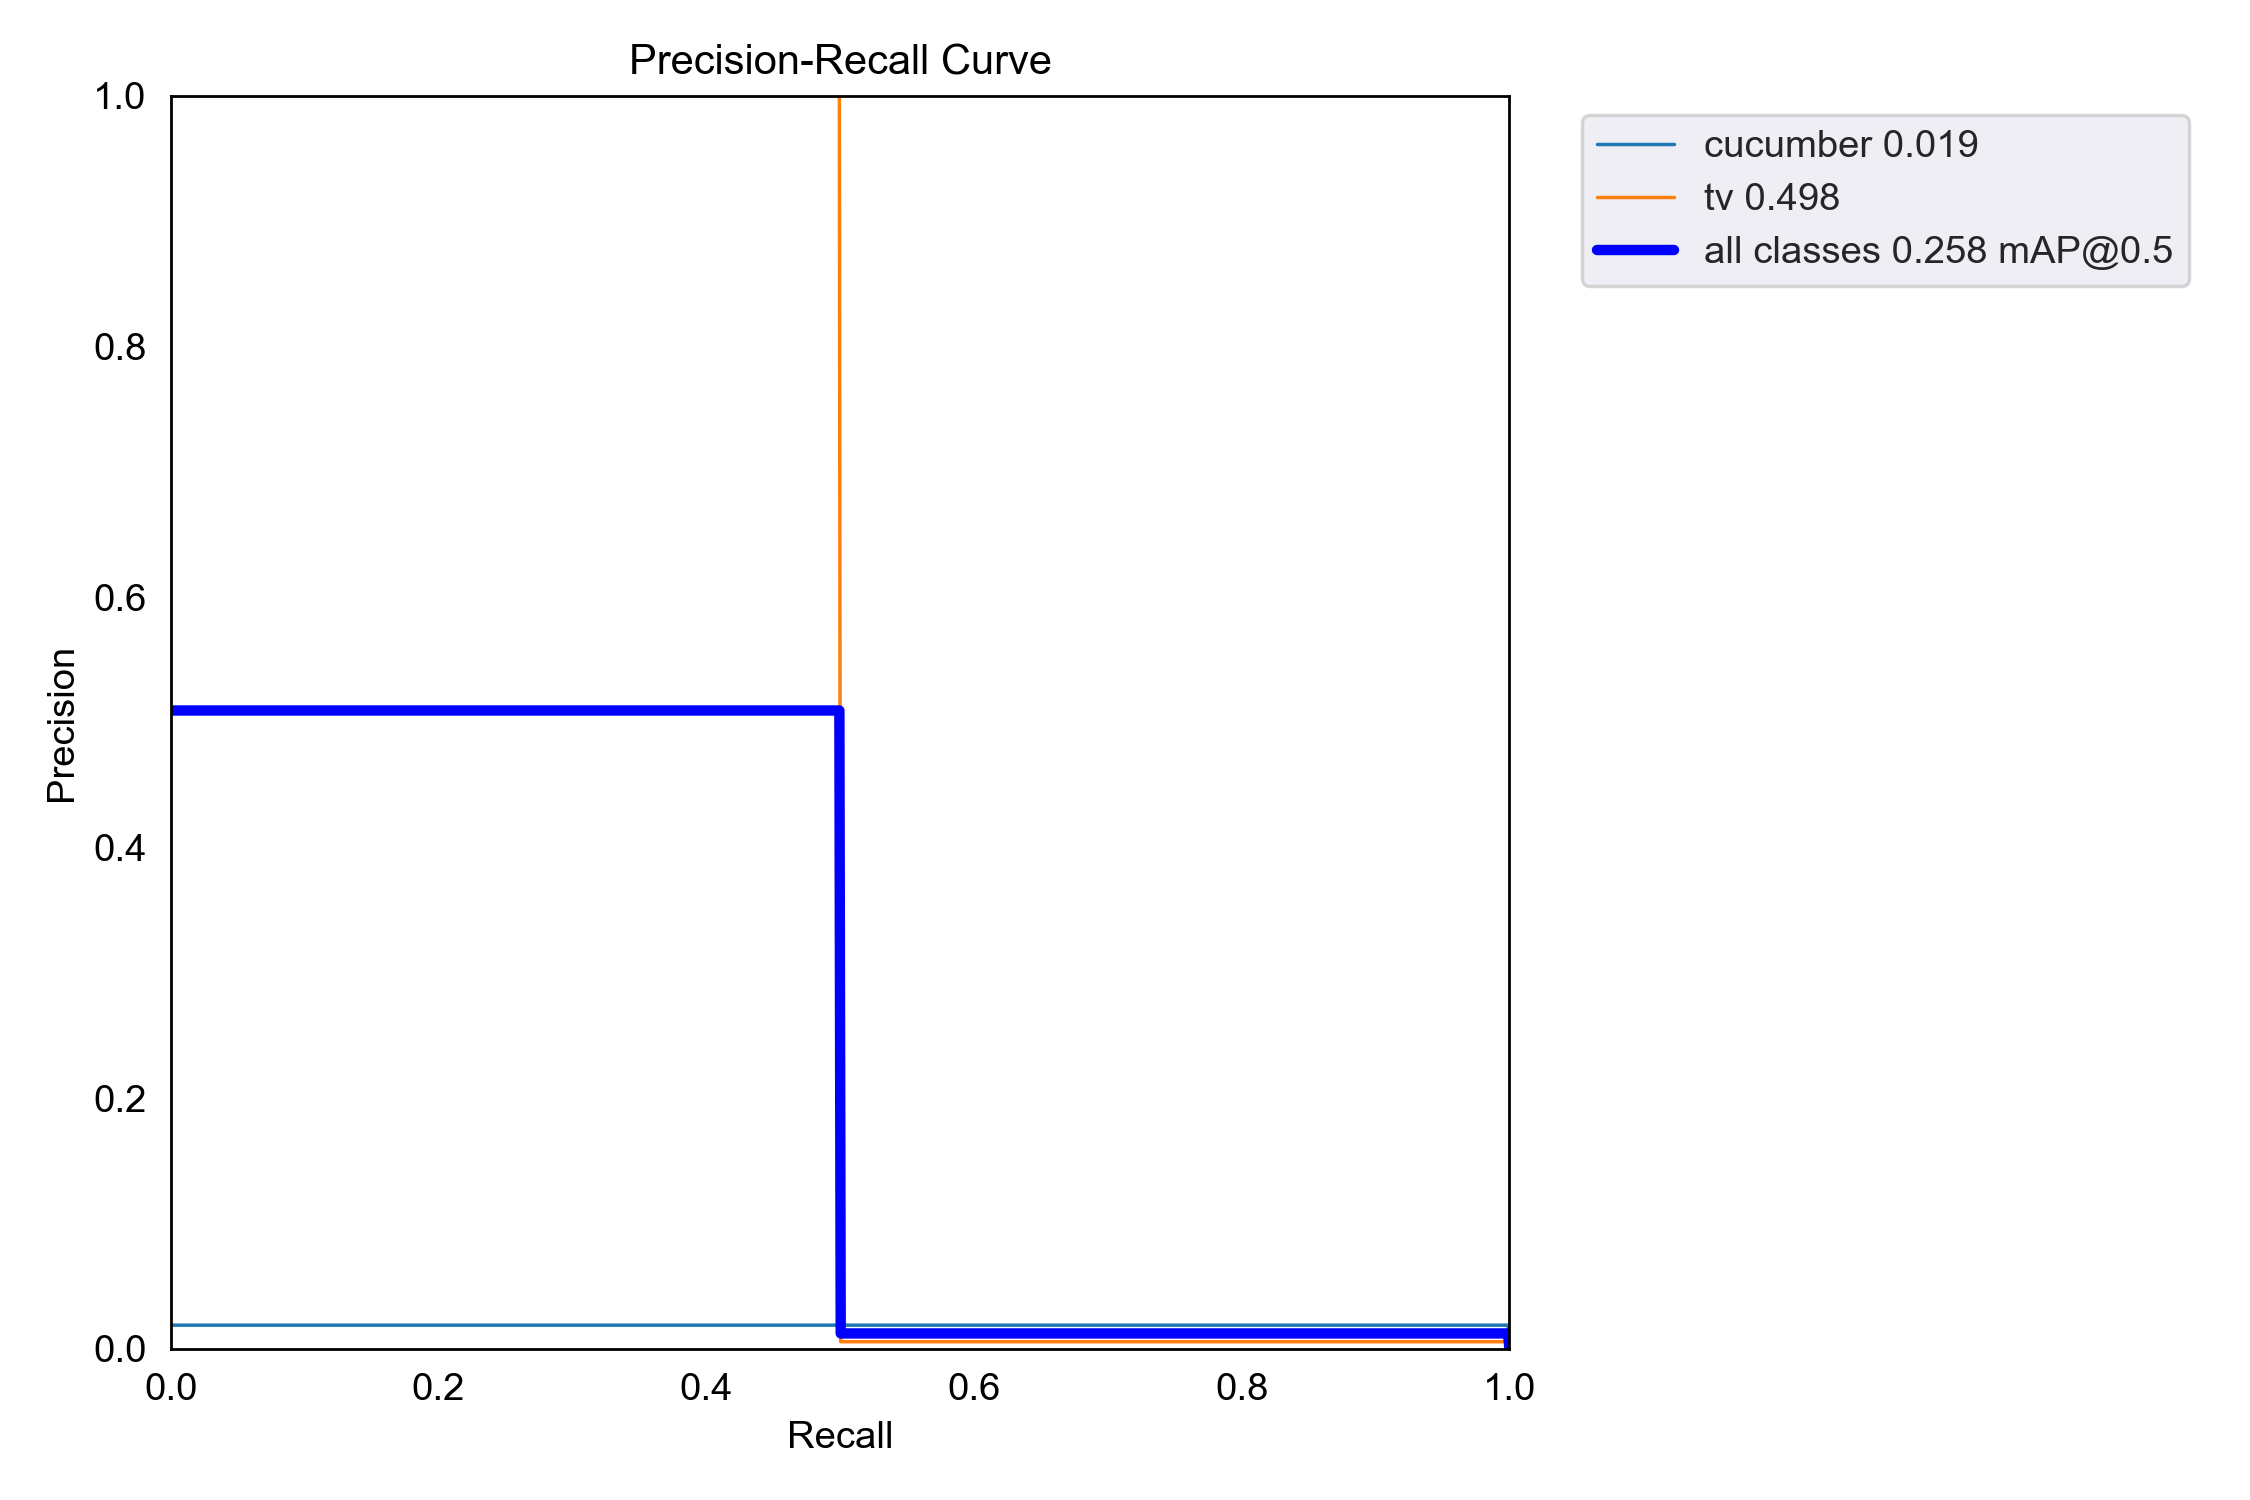 Precision-Recall Curve
cucumber 0.019
tv 0.498
all classes 0.258 mAP@0.5
Precision
1.0
0.8
0.6
0.4
0.2
0.0
0.0 0.2 0.4 0.6 0.8 1.0
Recall